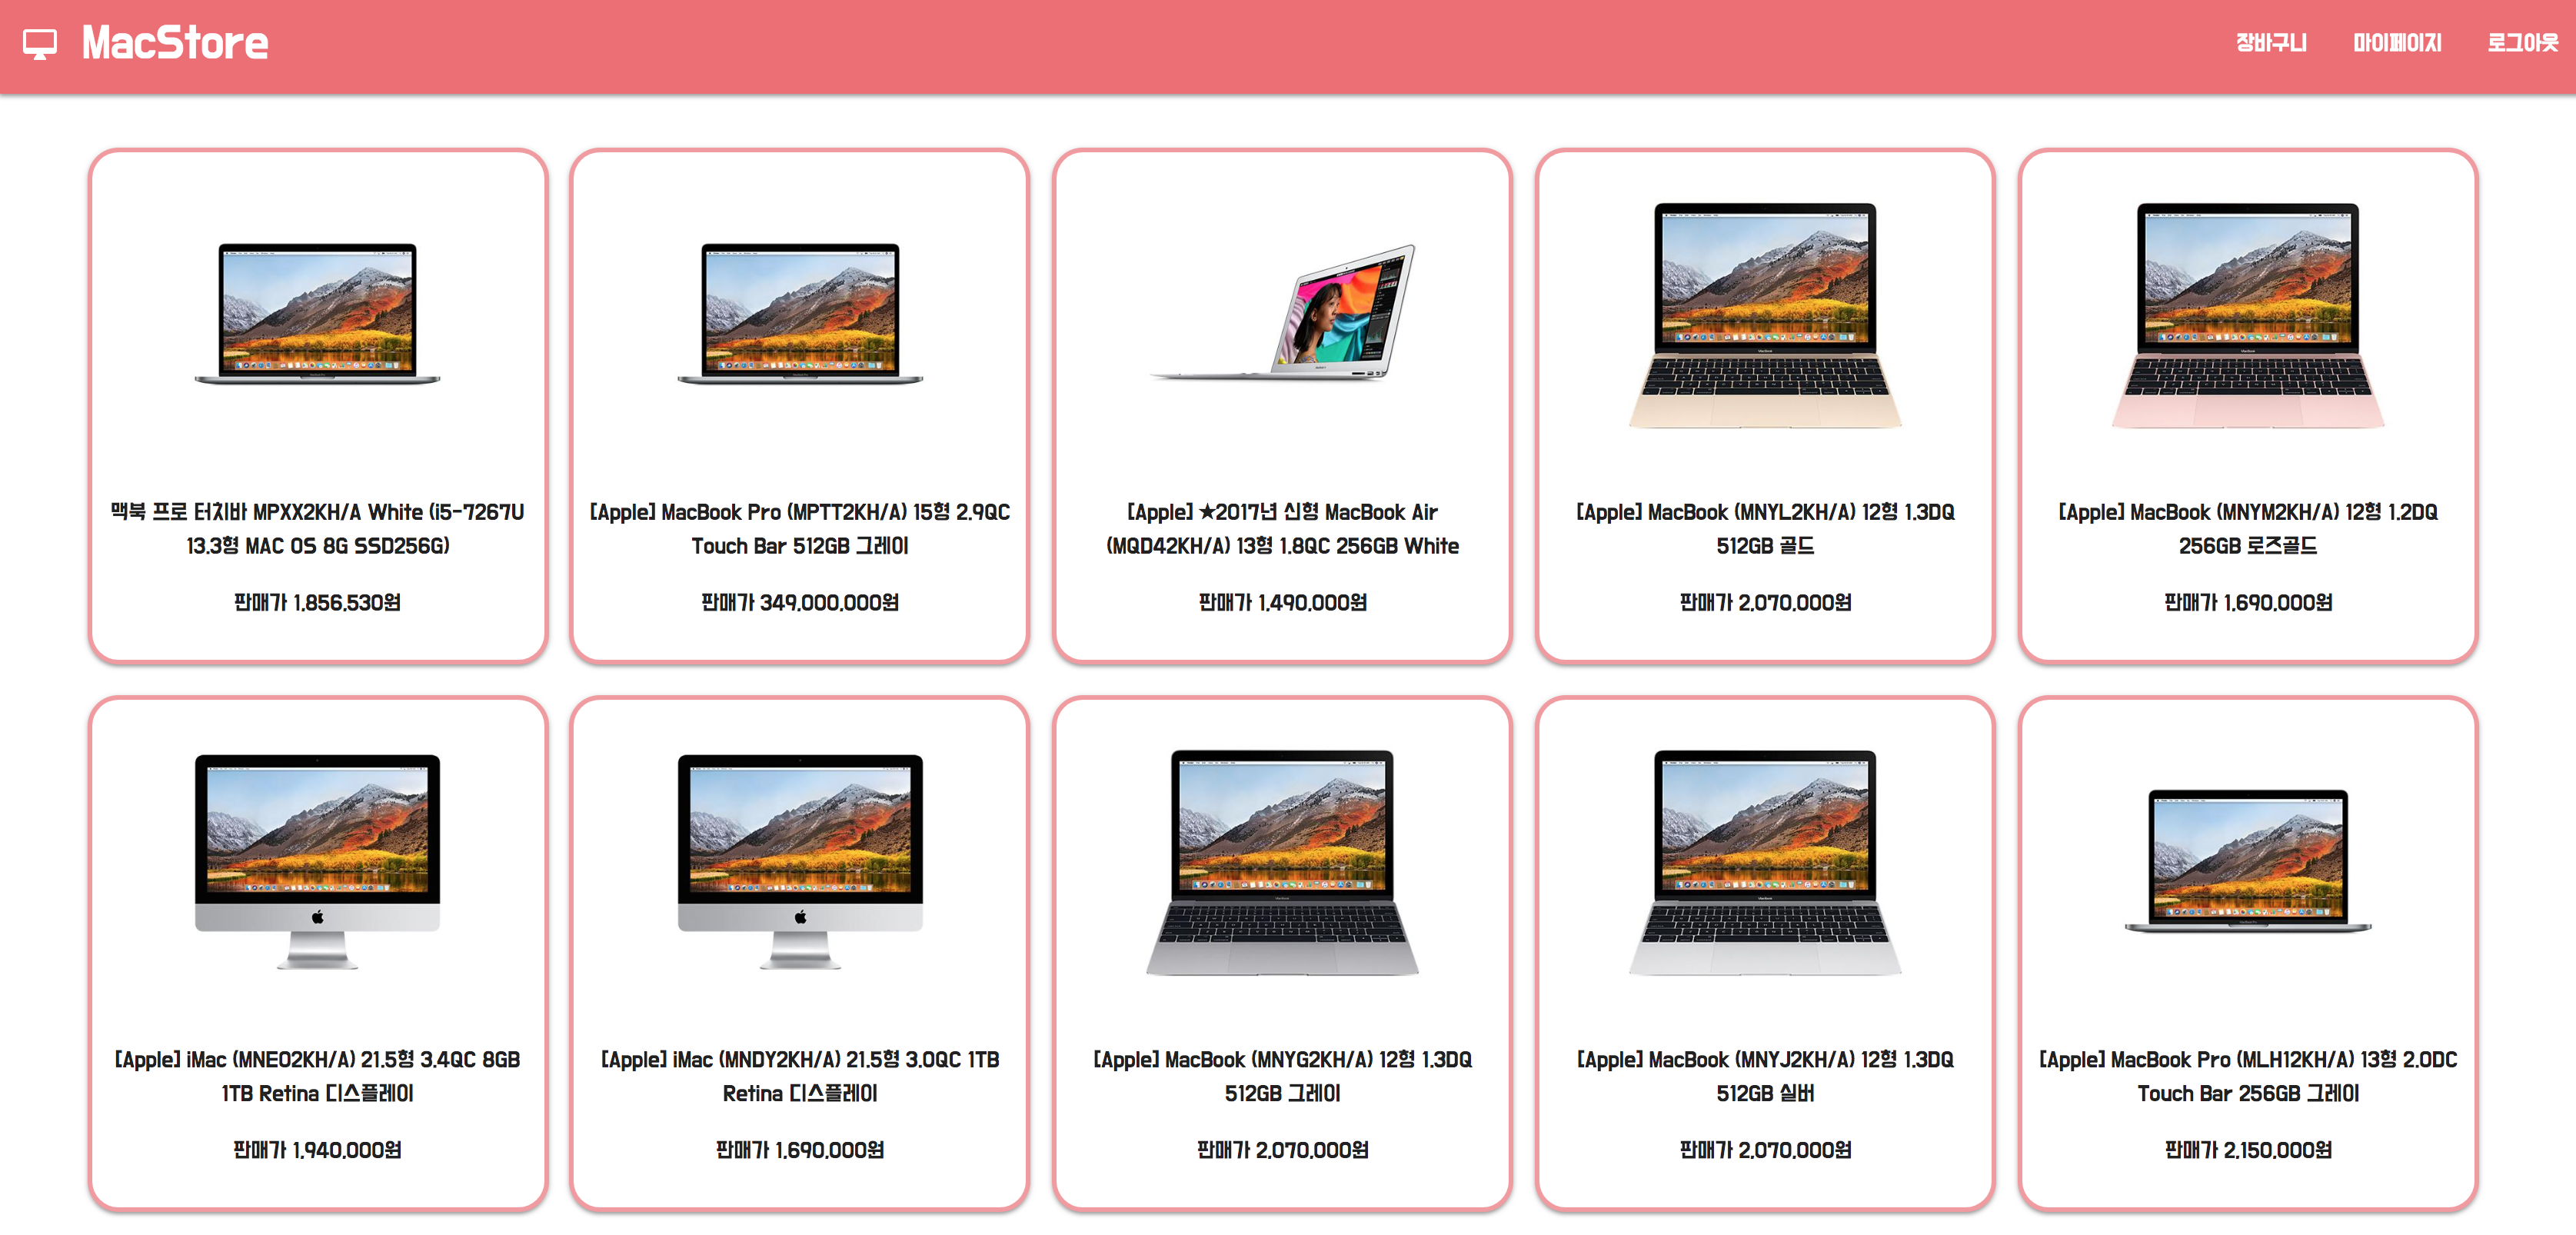 MacStore
장바구니 마이페이지 로그아웃
맥북 프로 터치바 MPXX2KH/A White (i5-7267U
13.3형 MAC OS 8G SSD256G)
판매가 1,856,530원
[Apple] MacBook Pro (MPTT2KH/A) 15형 2.9QC
Touch Bar 512GB 그레이
판매가 349,000,000원
[Apple] ★2017년 신형 MacBook Air
(MQD42KH/A) 13형 1.8QC 256GB White
판매가 1,490,000원
[Apple] MacBook (MNYL2KH/A) 12형 1.3DQ
512GB 골드
판매가 2,070,000원
[Apple] MacBook (MNYM2KH/A) 12형 1.2DQ
256GB 로즈골드
판매가 1,690,000원
[Apple] iMac (MNE02KH/A) 21.5형 3.4QC 8GB
1TB Retina 디스플레이
판매가 1,940,000원
[Apple] iMac (MNDY2KH/A) 21.5형 3.0QC 1TB
Retina 디스플레이
판매가 1,690,000원
[Apple] MacBook (MNYG2KH/A) 12형 1.3DQ
512GB 그레이
판매가 2,070,000원
[Apple] MacBook (MNYJ2KH/A) 12형 1.3DQ
512GB 실버
판매가 2,070,000원
[Apple] MacBook Pro (MLH12KH/A) 13형 2.0DC
Touch Bar 256GB 그레이
판매가 2,150,000원